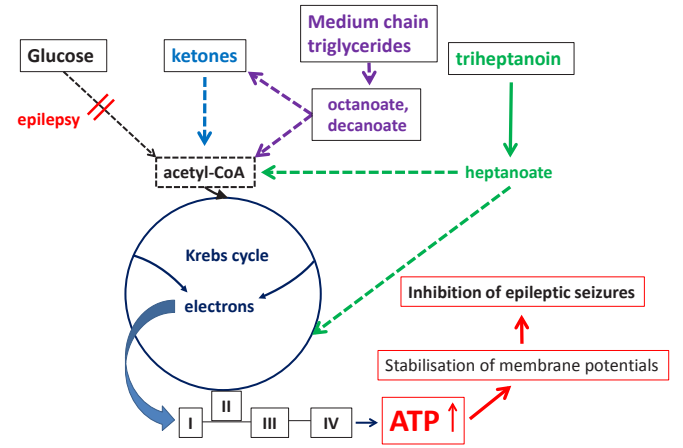 Medium chain
triglycerides
Glucose
ketones
triheptanoin
octanoate,
decanoate
epilepsy
acetyl-CoA
heptanoate
Krebs cycle
electrons
Inhibition of epileptic seizures
Stabilisation of membrane potentials
I
II
III
IV
ATP ↑